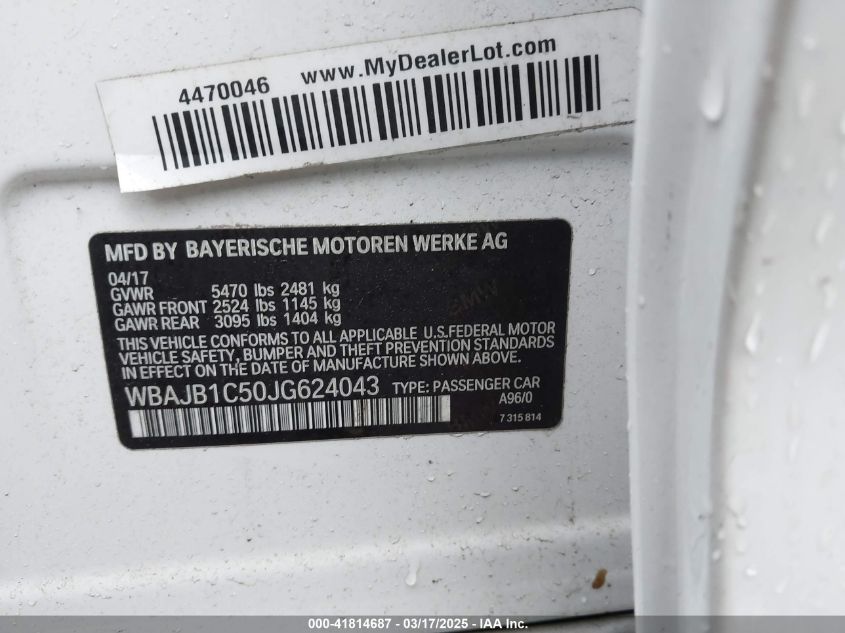 4470046 www.MyDealerLot.com
MFD BY BAYERISCHE MOTOREN WERKE AG
04/17
GVWR 5470 lbs 2481 kg
GAWR FRONT 2524 lbs 1145 kg
GAWR REAR 3095 lbs 1404 kg
THIS VEHICLE CONFORMS TO ALL APPLICABLE U.S.FEDERAL MOTOR
VEHICLE SAFETY, BUMPER AND THEFT PREVENTION STANDARDS
IN EFFECT ON THE DATE OF MANUFACTURE SHOWN ABOVE.
WBAJB1C50JG624043 TYPE: PASSENGER CAR
A96/0
7 315 814
BMW
000-41814687 - 03/17/2025 - IAA Inc.